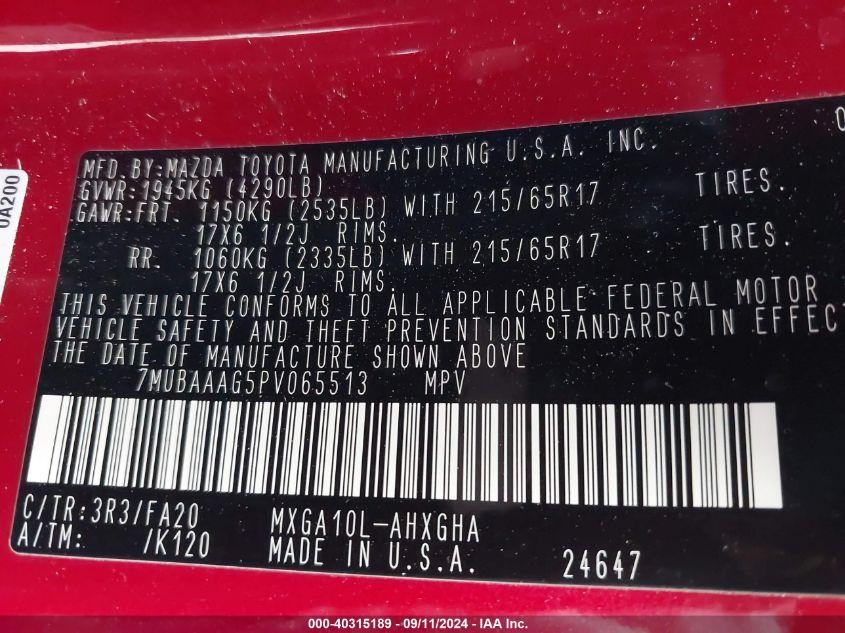 0A200
MFD.BY:MAZDA TOYOTA MANUFACTURING U.S.A. INC.
GVWR:1945KG (4290LB)
GAWR:FRT. 1150KG (2535LB) WITH 215/65R17 TIRES.
17X6 1/2J RIMS.
RR. 1060KG (2335LB) WITH 215/65R17 TIRES.
17X6 1/2J RIMS.
THIS VEHICLE CONFORMS TO ALL APPLICABLE FEDERAL MOTOR
VEHICLE SAFETY AND THEFT PREVENTION STANDARDS IN EFFEC
THE DATE OF MANUFACTURE SHOWN ABOVE
7MUBAAAG5PV065513 MPV
C/TR:3R3/FA20 MXGA10L-AHXGHA
A/TM: /K120 MADE IN U.S.A. 24647
000-40315189 - 09/11/2024 - IAA Inc.